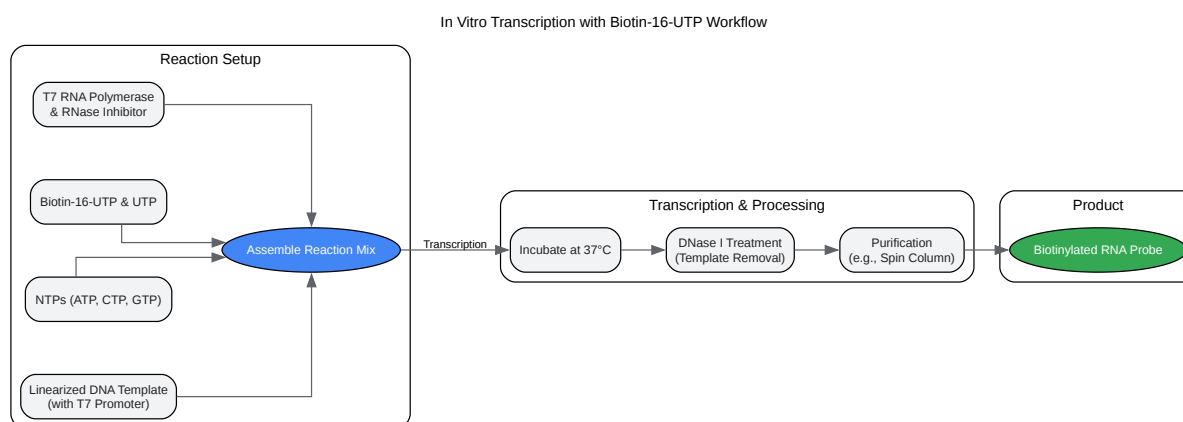 In Vitro Transcription with Biotin-16-UTP Workflow
Reaction Setup
T7 RNA Polymerase
& RNase Inhibitor
Biotin-16-UTP & UTP
NTPs (ATP, CTP, GTP)
Linearized DNA Template
(with T7 Promoter)
Assemble Reaction Mix
Transcription
Transcription & Processing
Incubate at 37°C
DNase I Treatment
(Template Removal)
Purification
(e.g., Spin Column)
Product
Biotinylated RNA Probe